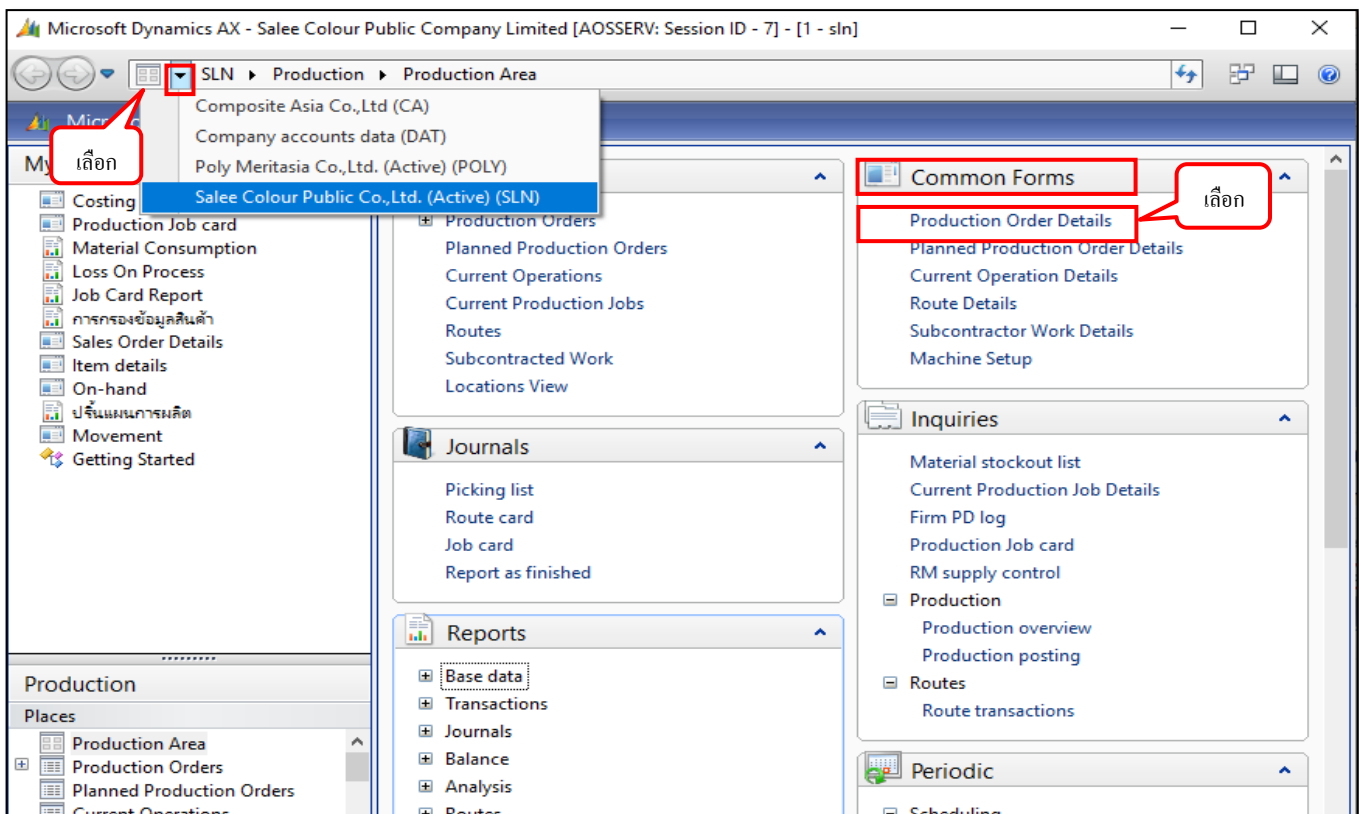 Microsoft Dynamics AX - Salee Colour Public Company Limited [AOSSERV: Session ID - 7] - [1 - sln]
SLN Production Production Area
Composite Asia Co.,Ltd (CA)
Company accounts data (DAT)
Poly Meritasia Co.,Ltd. (Active) (POLY)
Salee Colour Public Co.,Ltd. (Active) (SLN)
เลือก
Costing
Production Job card
Material Consumption
Loss On Process
Job Card Report
การกรองข้อมูลสินค้า
Sales Order Details
Item details
On-hand
ปริ้นแผนการผลิต
Movement
Getting Started
Production
Places
Production Area
Production Orders
Planned Production Orders
Current Operations
Production Orders
Planned Production Orders
Current Operations
Current Production Jobs
Routes
Subcontracted Work
Locations View
Journals
Picking list
Route card
Job card
Report as finished
Reports
Base data
Transactions
Journals
Balance
Analysis
Routes
Common Forms
เลือก
Production Order Details
Planned Production Order Details
Current Operation Details
Route Details
Subcontractor Work Details
Machine Setup
Inquiries
Material stockout list
Current Production Job Details
Firm PD log
Production Job card
RM supply control
Production
Production overview
Production posting
Routes
Route transactions
Periodic
Scheduling